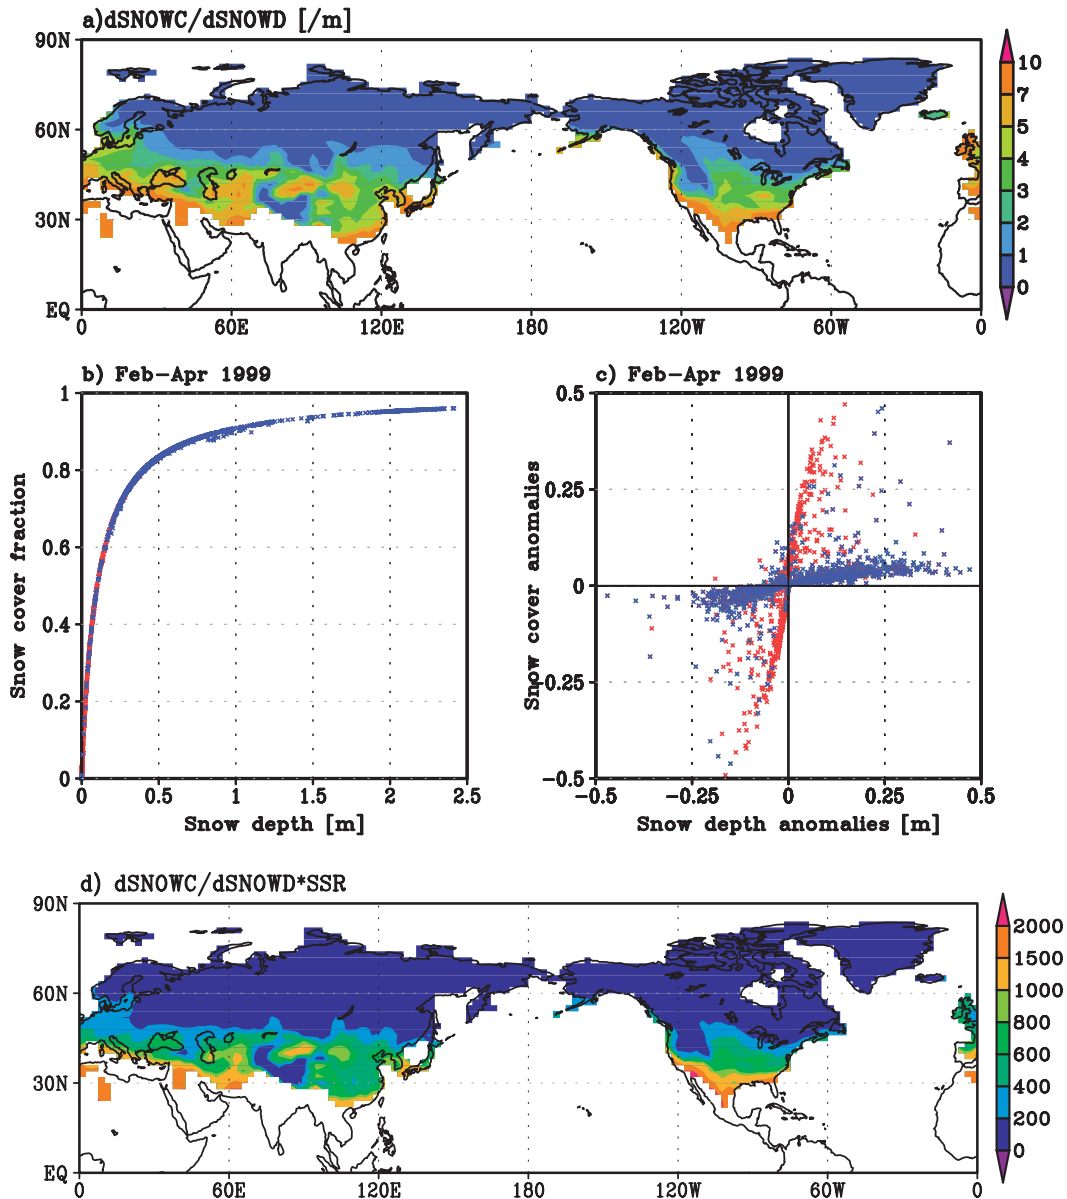 a)dSNOWC/dSNOWD [/m]
90N
60N
30N
EQ
0 60E 120E 180 120W 60W 0
10
7
5
4
3
2
1
0
b) Feb-Apr 1999
Snow cover fraction
1
0.8
0.6
0.4
0.2
0
0 0.5 1 1.5 2 2.5
Snow depth [m]
c) Feb-Apr 1999
Snow cover anomalies
0.5
0.25
0
-0.25
-0.5
-0.5 -0.25 0 0.25 0.5
Snow depth anomalies [m]
d) dSNOWC/dSNOWD*SSR
90N
60N
30N
EQ
0 60E 120E 180 120W 60W 0
2000
1500
1000
800
600
400
200
0